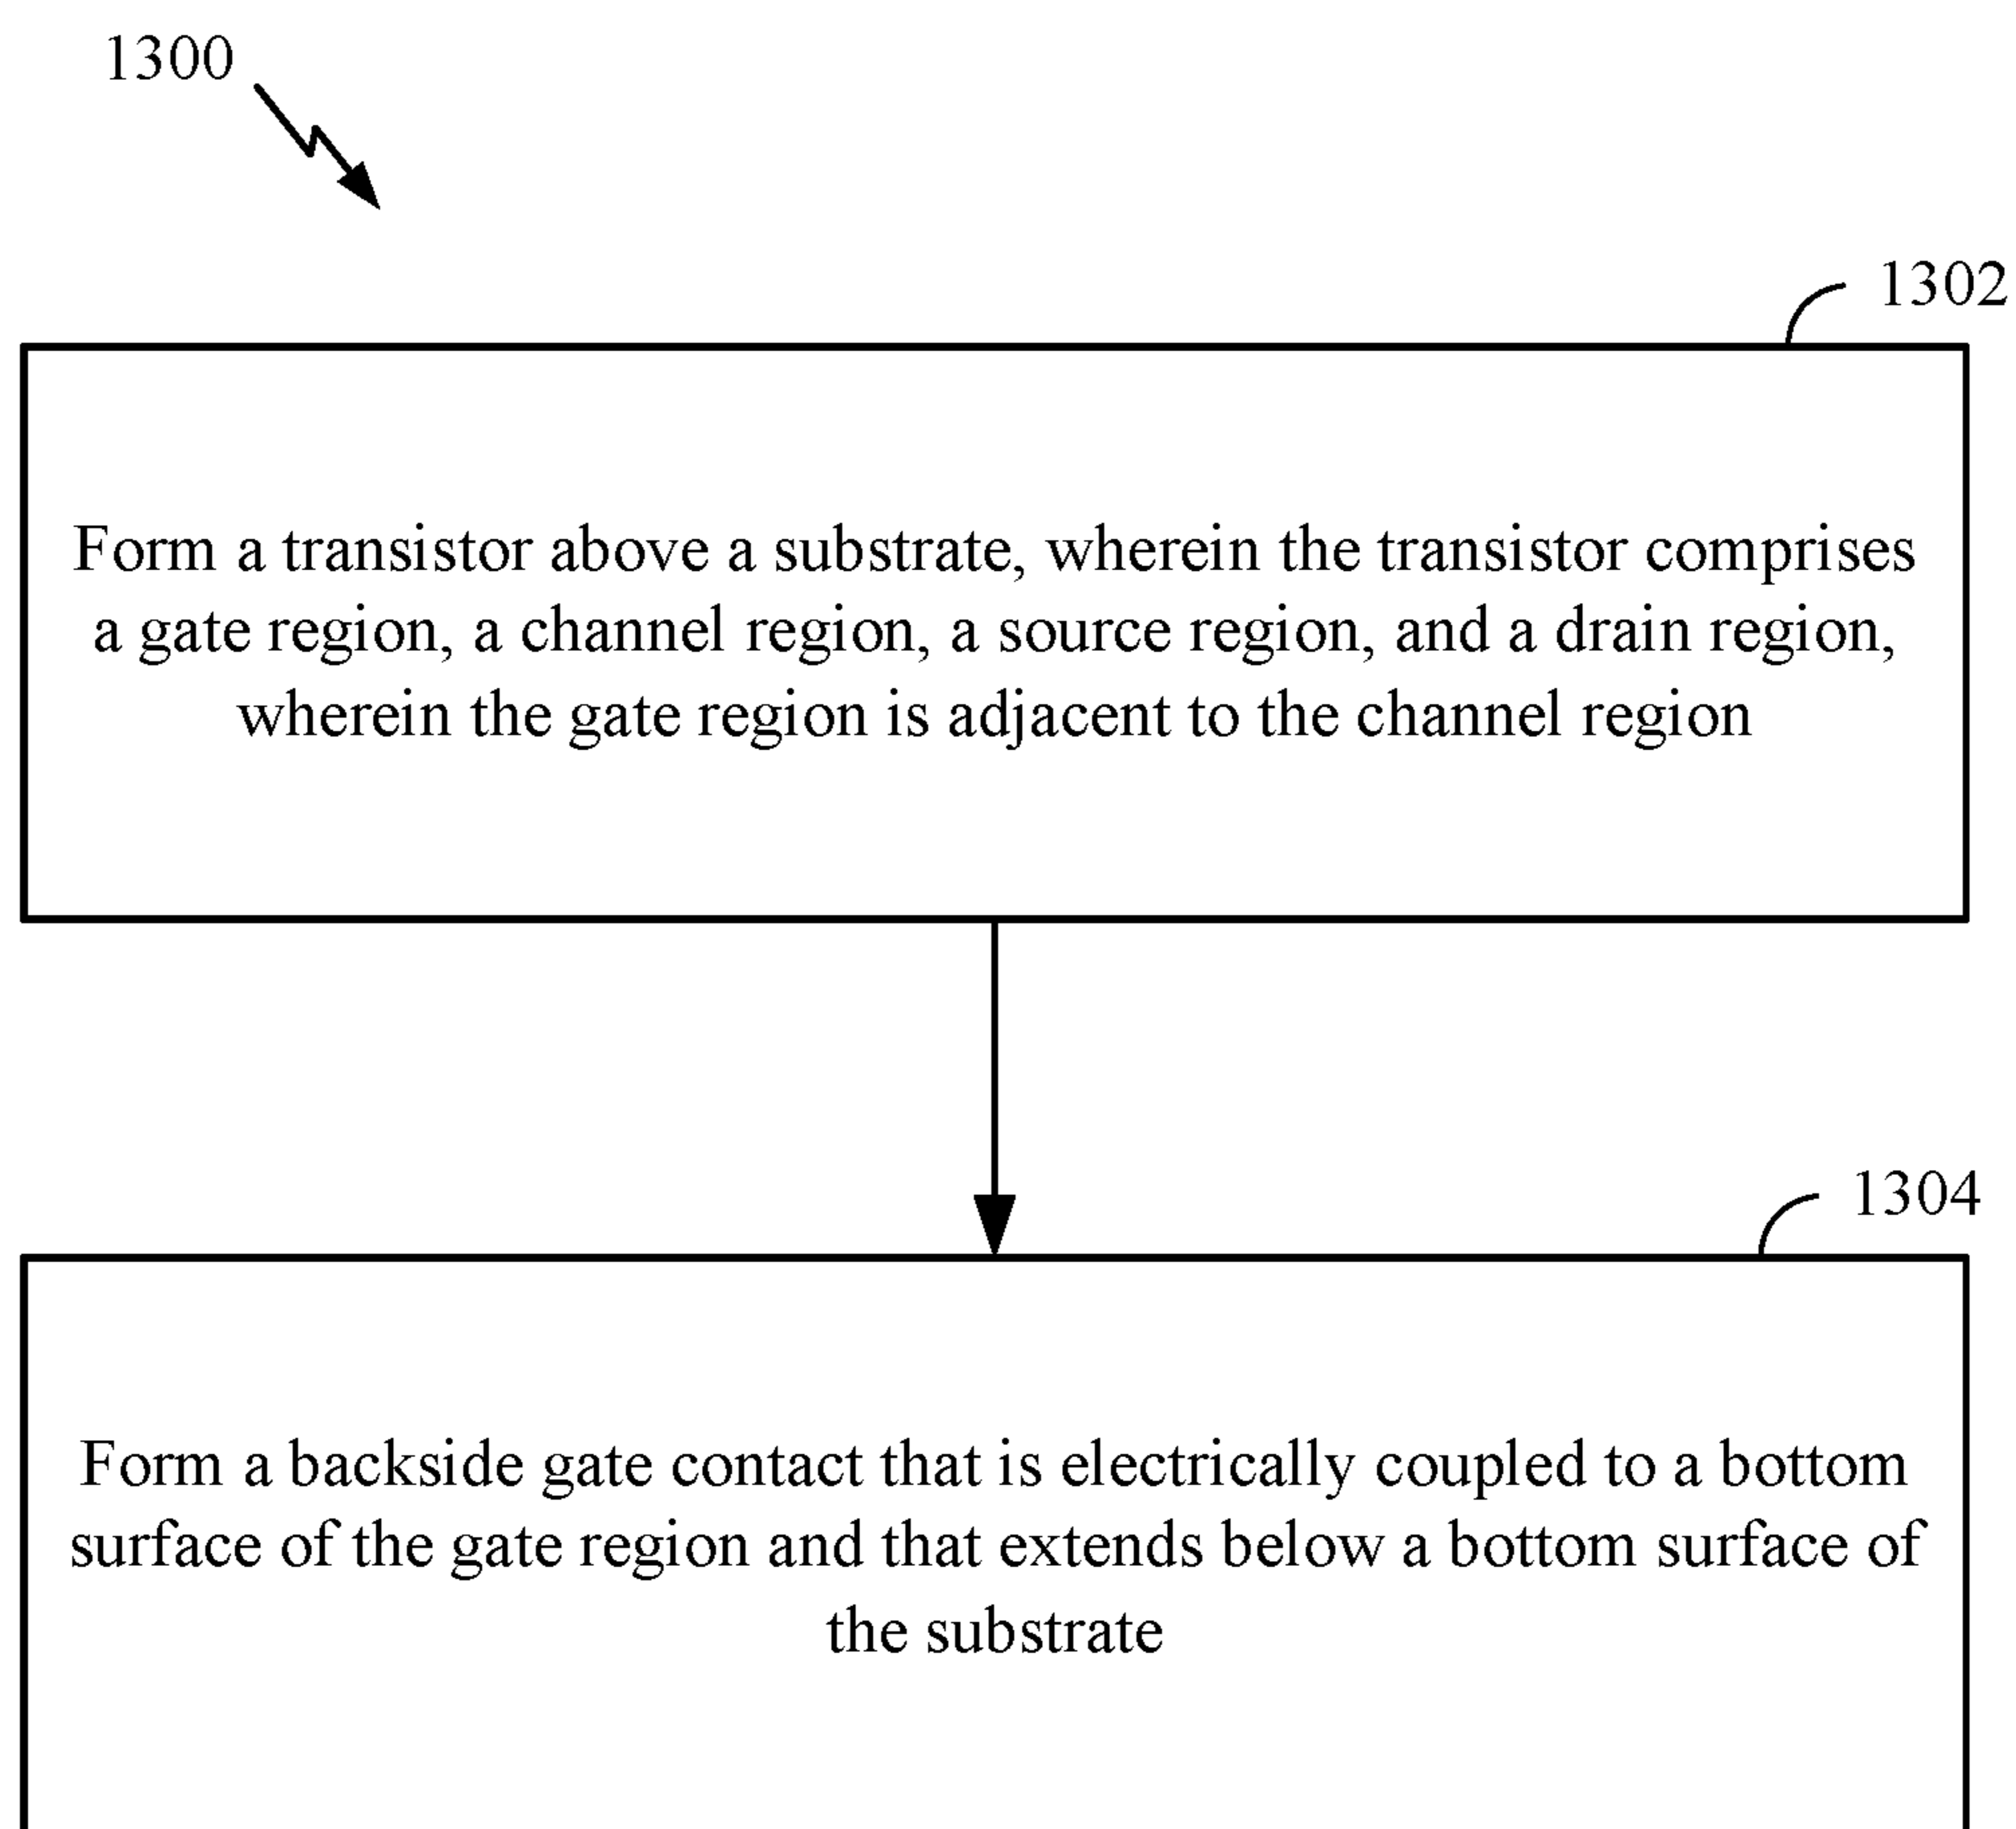 1300
1302
Form a transistor above a substrate, wherein the transistor comprises
a gate region, a channel region, a source region, and a drain region,
wherein the gate region is adjacent to the channel region
1304
Form a backside gate contact that is electrically coupled to a bottom
surface of the gate region and that extends below a bottom surface of
the substrate